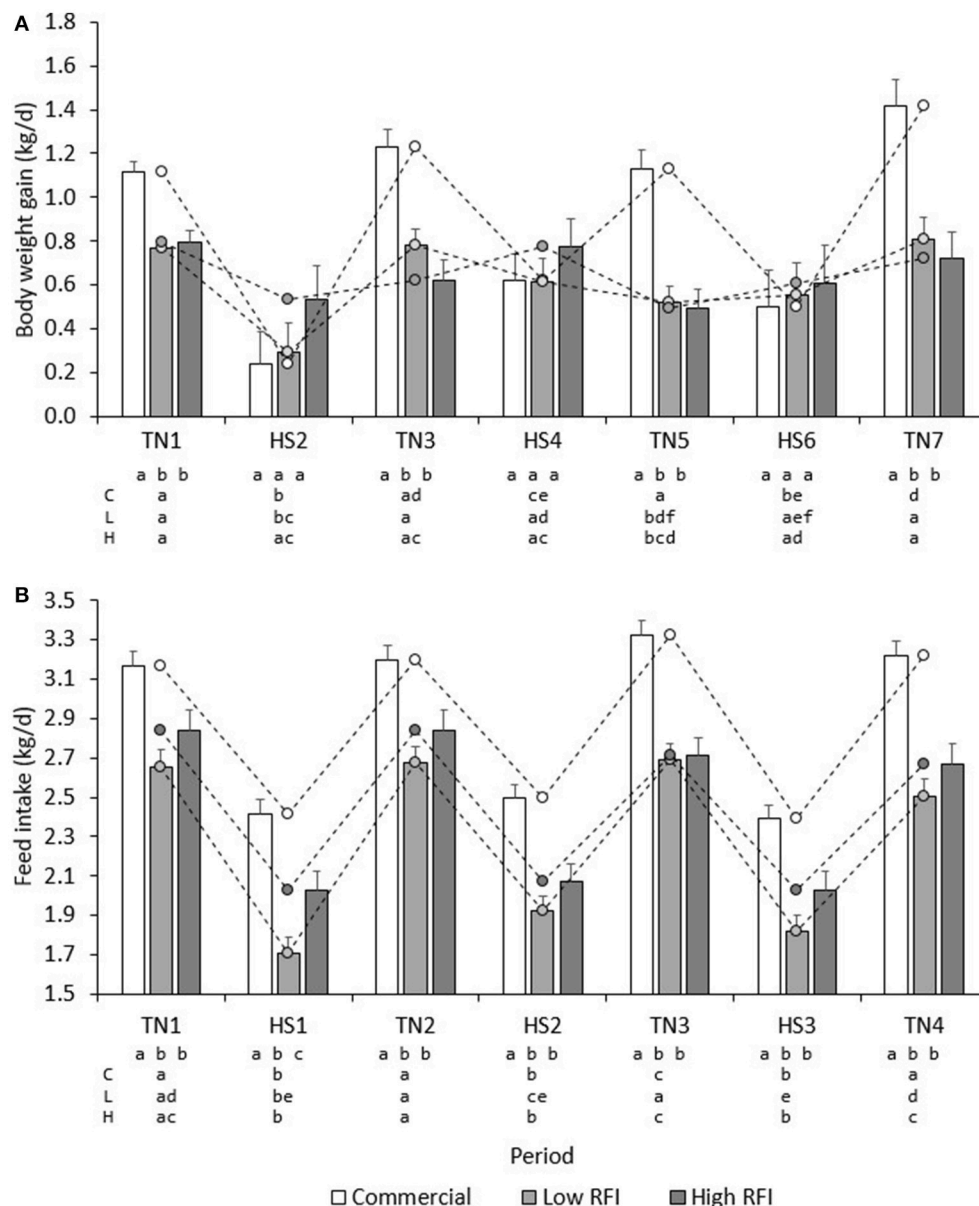 A
Body weight gain (kg/d)
1.8
1.6
1.4
1.2
1.0
0.8
0.6
0.4
0.2
0.0
TN1 HS2 TN3 HS4 TN5 HS6 TN7
a b b a a a a b b a a a a b b a a a a b b
C a b ad ce a be d
L a bc a ad bdf aef a
H a ac ac ac bcd ad a
B
Feed intake (kg/d)
3.5
3.3
3.1
2.9
2.7
2.5
2.3
2.1
1.9
1.7
1.5
TN1 HS1 TN2 HS2 TN3 HS3 TN4
a b b a b c a b b a b b a b b a b b a b b
C a b a b c b a
L ad be a ce a e d
H ac b a b c b c
Period
Commercial Low RFI High RFI